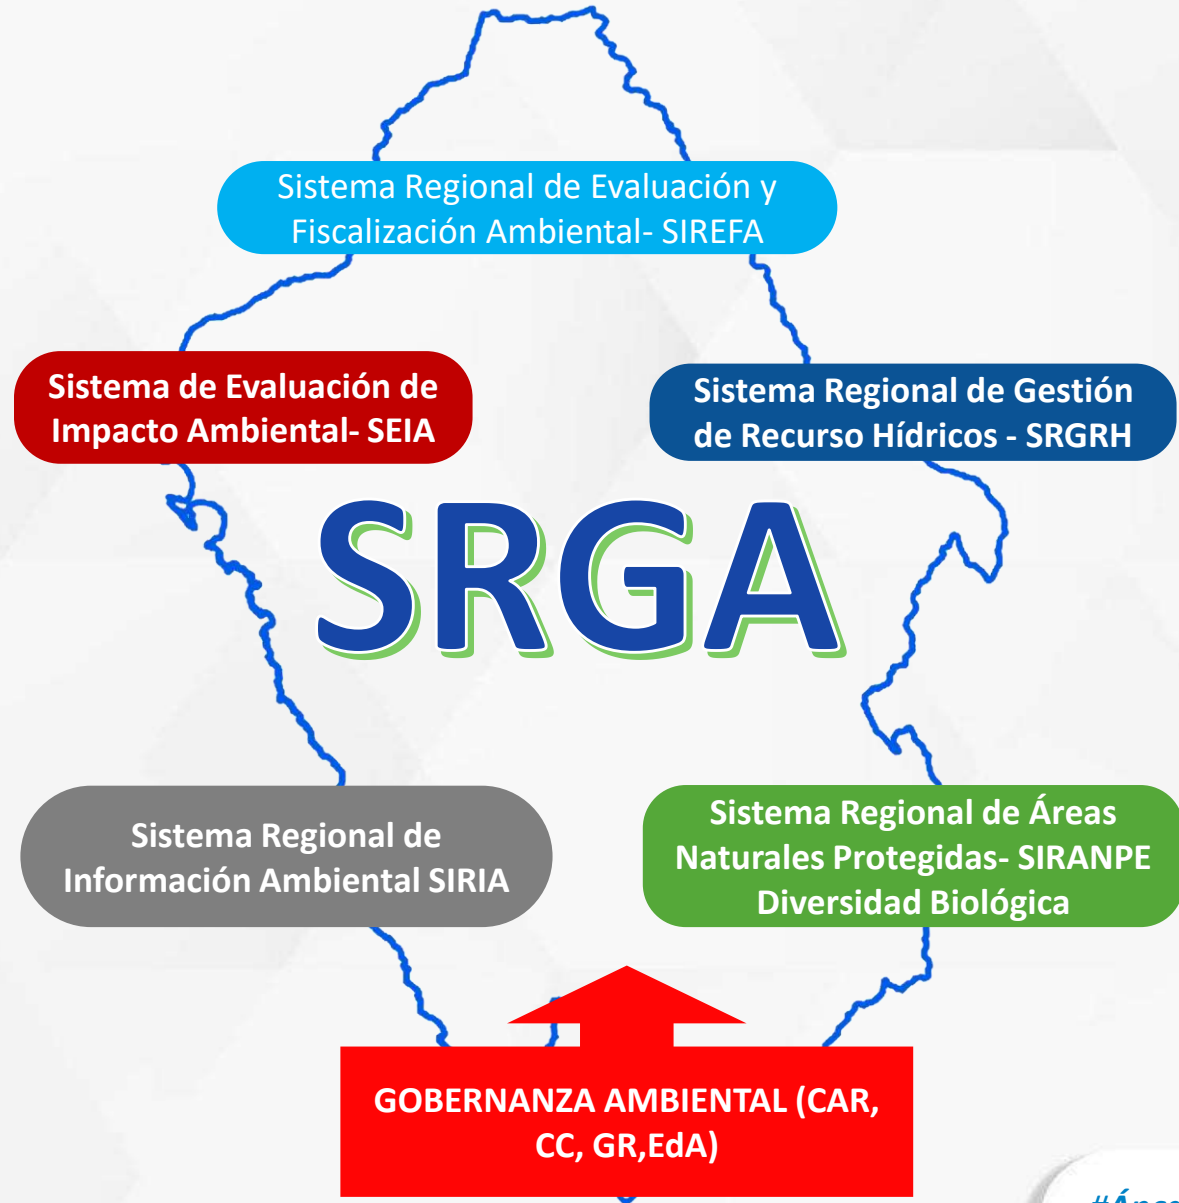 Sistema Regional de Evaluación y
Fiscalización Ambiental- SIREFA
Sistema de Evaluación de
Impacto Ambiental- SEIA
Sistema Regional de Gestión
de Recurso Hídricos - SRGRH
SRGA
Sistema Regional de
Información Ambiental SIRIA
Sistema Regional de Áreas
Naturales Protegidas- SIRANPE
Diversidad Biológica
GOBERNANZA AMBIENTAL (CAR,
CC, GR,EdA)